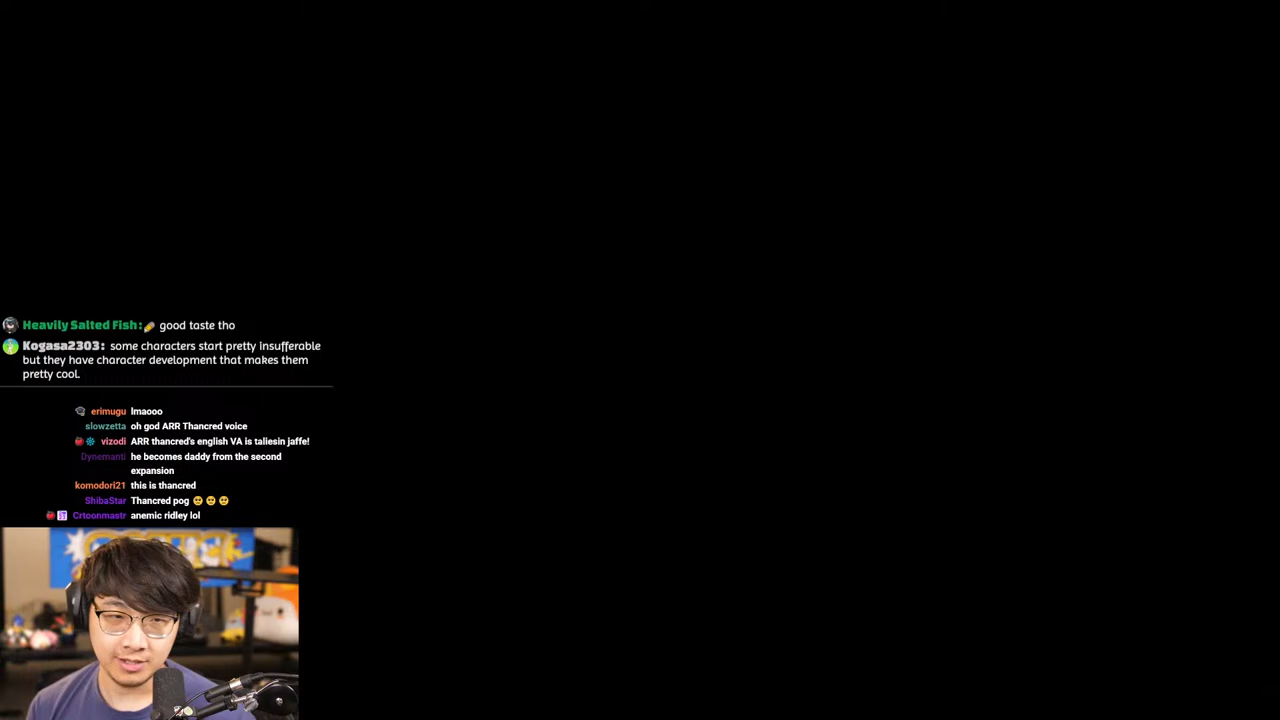 Heavily Salted Fish: good taste tho
Kogasa2303: some characters start pretty insufferable
but they have character development that makes them
pretty cool.
erimugu lmaooo
slowzetta oh god ARR Thancred voice
vizodi ARR thancred's english VA is taliesin jaffe!
Dynemanti he becomes daddy from the second
expansion
komodori21 this is thancred
ShibaStar Thancred pog
Crtoonmastr anemic ridley lol